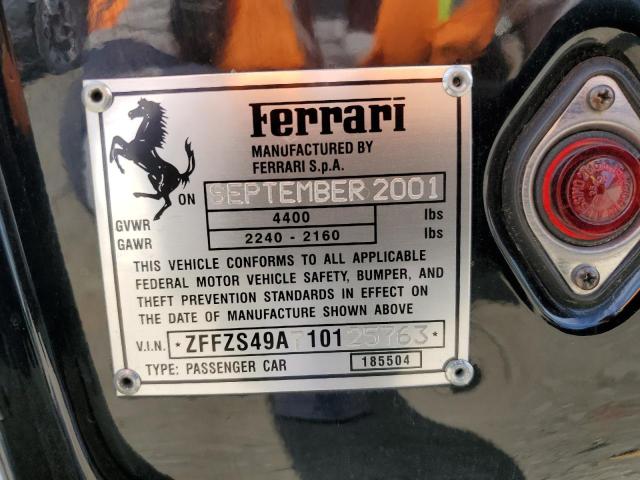 Ferrari
MANUFACTURED BY
FERRARI S.p.A.
ON SEPTEMBER 2001
GVWR 4400 lbs
GAWR 2240 - 2160 lbs
THIS VEHICLE CONFORMS TO ALL APPLICABLE
FEDERAL MOTOR VEHICLE SAFETY, BUMPER, AND
THEFT PREVENTION STANDARDS IN EFFECT ON
THE DATE OF MANUFACTURE SHOWN ABOVE
V.I.N. *ZFFZS49A 10125763*
TYPE: PASSENGER CAR 185504